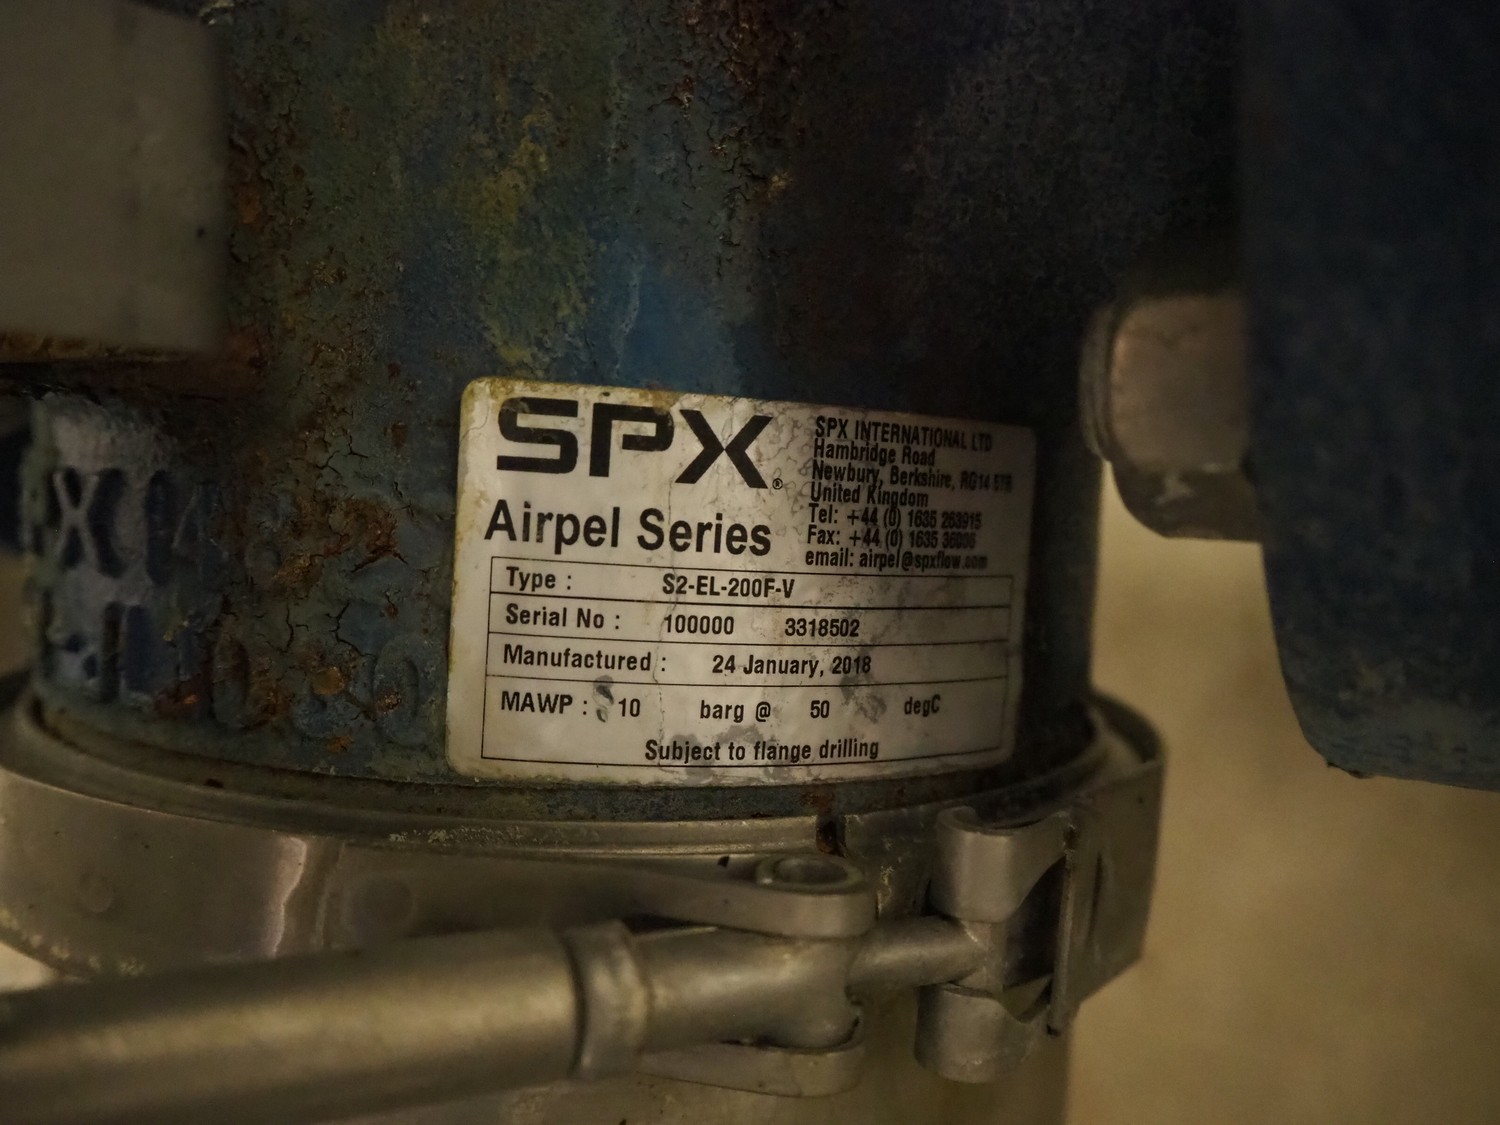 SPX®
Airpel Series
SPX INTERNATIONAL LTD
Hambridge Road
Newbury, Berkshire, RG14 5TR
United Kingdom
Tel: +44 (0) 1635 263915
Fax: +44 (0) 1635
email: airpel@spxflow.com
Type : S2-EL-200F-V
Serial No : 100000 3318502
Manufactured : 24 January, 2018
MAWP : 10 barg @ 50 degC
Subject to flange drilling